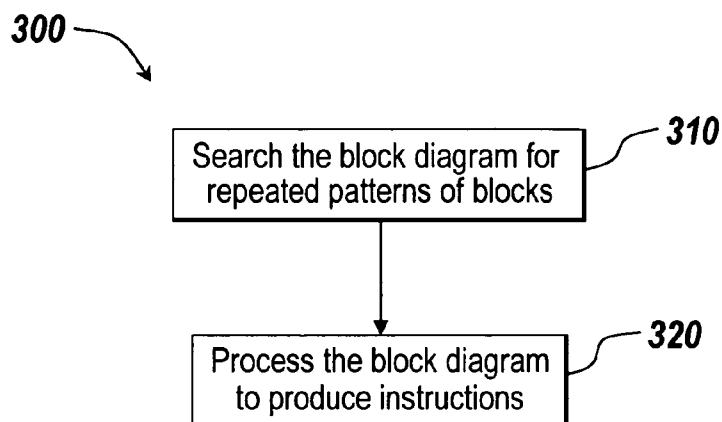 300
310
Search the block diagram for
repeated patterns of blocks
320
Process the block diagram
to produce instructions